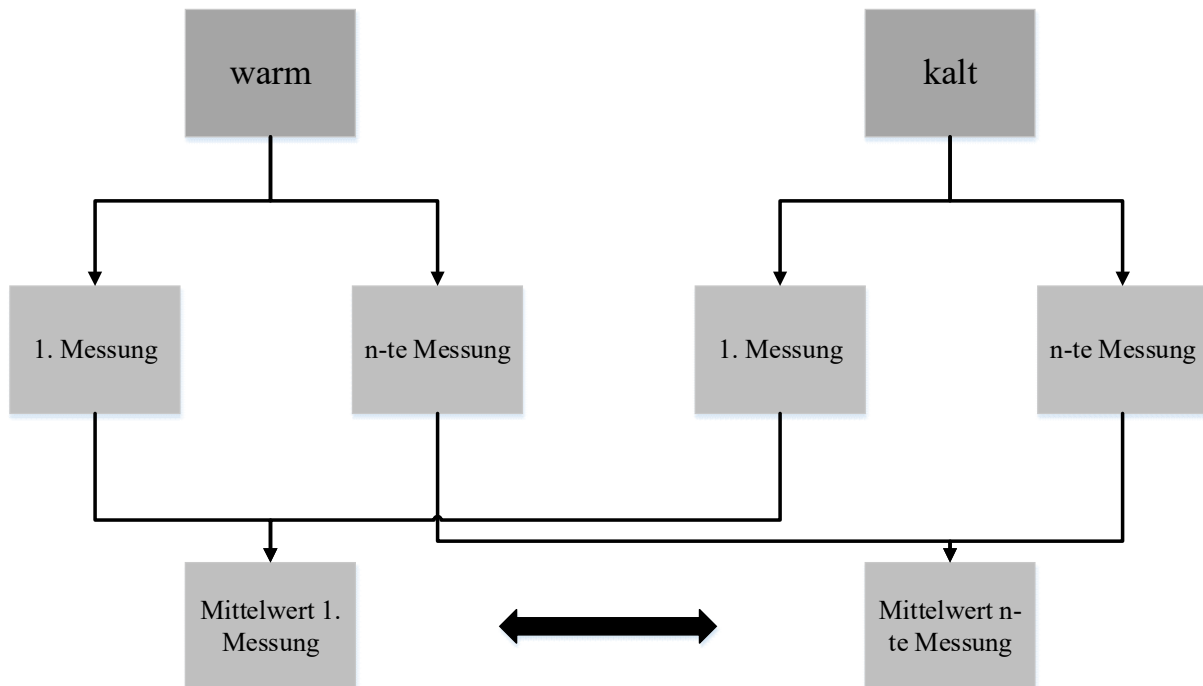 warm
kalt
1. Messung
n-te Messung
1. Messung
n-te Messung
Mittelwert 1.
Messung
Mittelwert n-
te Messung